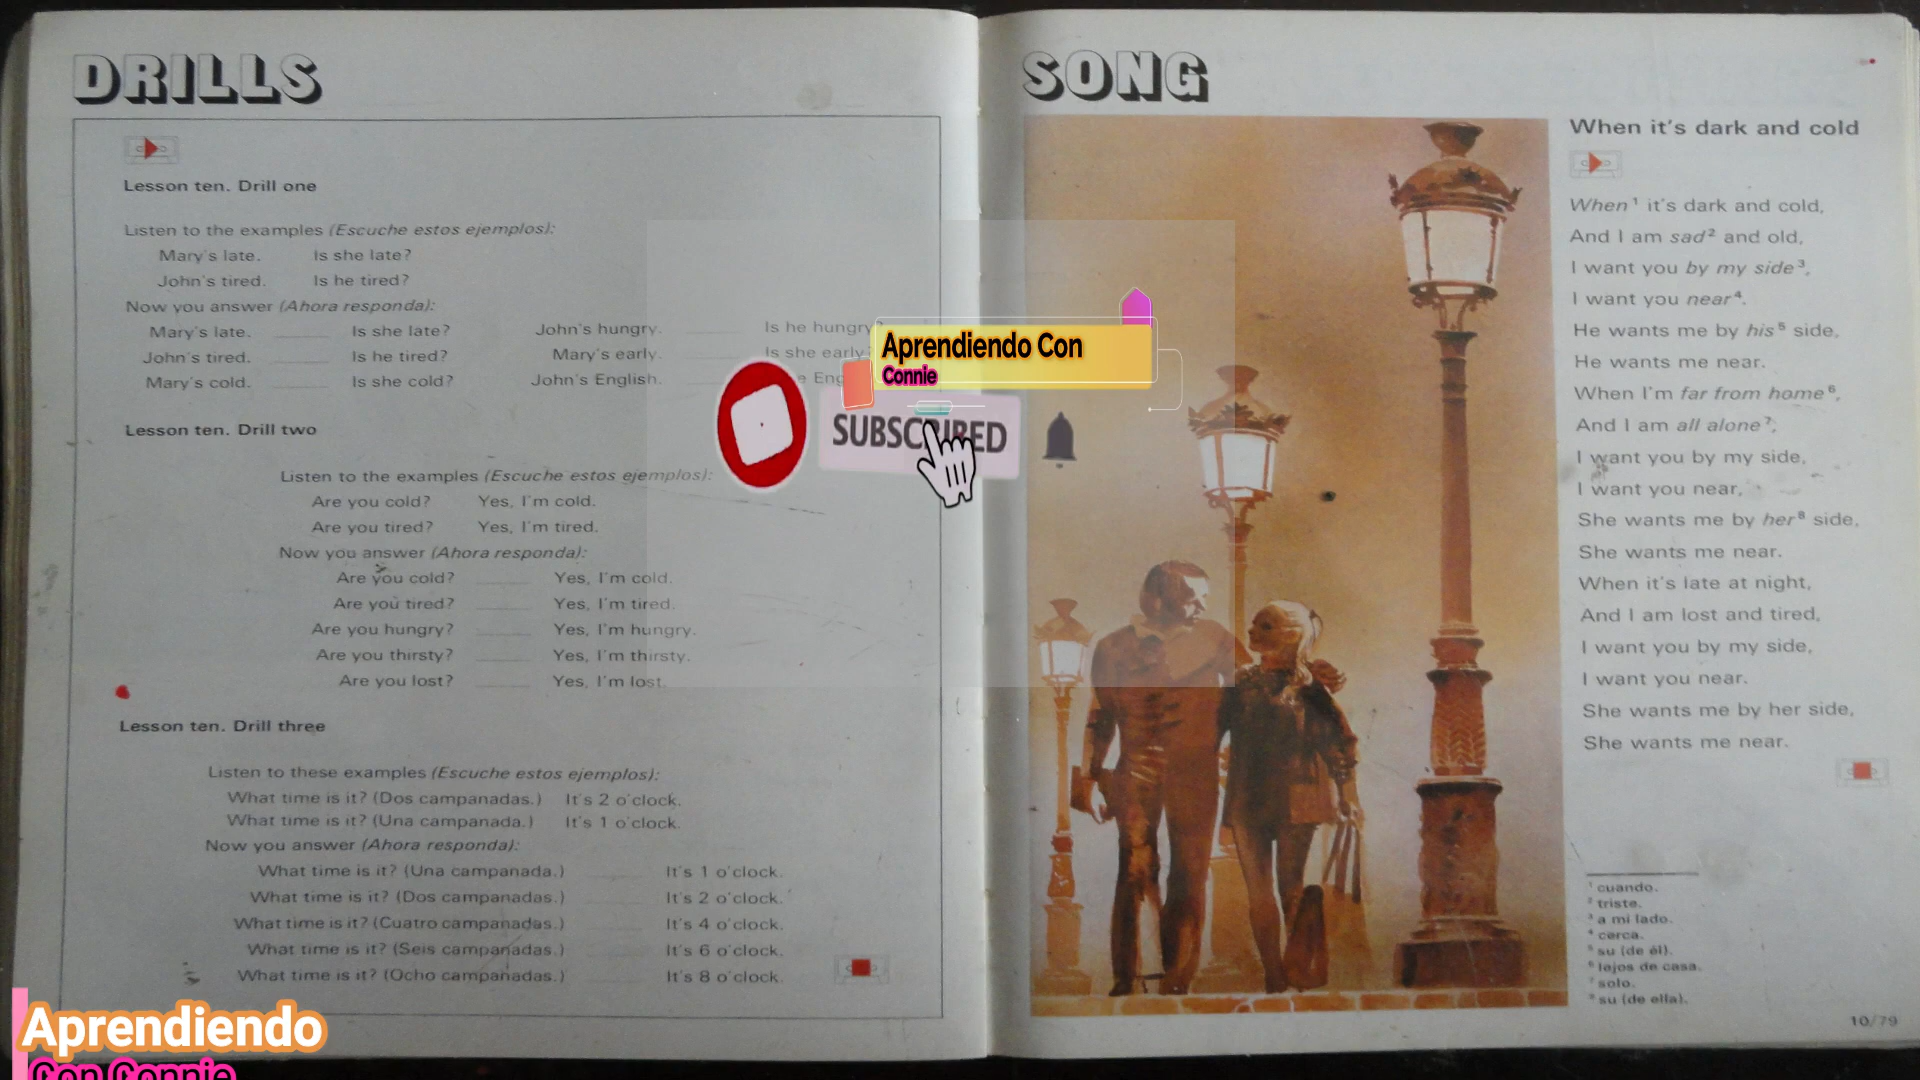 DRILLS
Lesson ten. Drill one
Listen to the examples (Escuche estos ejemplos):
Mary's late. Is she late?
John's tired. Is he tired?
Now you answer (Ahora responda):
Mary's late. Is she late? John's hungry. Is he hungry?
John's tired. Is he tired? Mary's early. Is she early?
Mary's cold. Is she cold? John's English.
Lesson ten. Drill two
Listen to the examples (Escuche estos ejemplos):
Are you cold? Yes, I'm cold.
Are you tired? Yes, I'm tired.
Now you answer (Ahora responda):
Are you cold? Yes, I'm cold.
Are you tired? Yes, I'm tired.
Are you hungry? Yes, I'm hungry.
Are you thirsty? Yes, I'm thirsty.
Are you lost? Yes, I'm lost.
Lesson ten. Drill three
Listen to these examples (Escuche estos ejemplos):
What time is it? (Dos campanadas.) It's 2 o'clock.
What time is it? (Una campanada.) It's 1 o'clock.
Now you answer (Ahora responda):
What time is it? (Una campanada.) It's 1 o'clock.
What time is it? (Dos campanadas.) It's 2 o'clock.
What time is it? (Cuatro campanadas.) It's 4 o'clock.
What time is it? (Seis campanadas.) It's 6 o'clock.
What time is it? (Ocho campanadas.) It's 8 o'clock.
Aprendiendo Con
Connie
SUBSCRIBED
SONG
When it's dark and cold
When¹ it's dark and cold,
And I am sad² and old,
I want you by my side³,
I want you near⁴.
He wants me by his⁵ side,
He wants me near.
When I'm far from home⁶,
And I am all alone⁷,
I want you by my side,
I want you near,
She wants me by her⁸ side,
She wants me near.
When it's late at night,
And I am lost and tired,
I want you by my side,
I want you near.
She wants me by her side,
She wants me near.
¹ cuando.
² triste.
³ a mi lado.
⁴ cerca.
⁵ su (de él).
⁶ lejos de casa.
⁷ solo.
⁸ su (de ella).
10/79
Aprendiendo
Con Connie